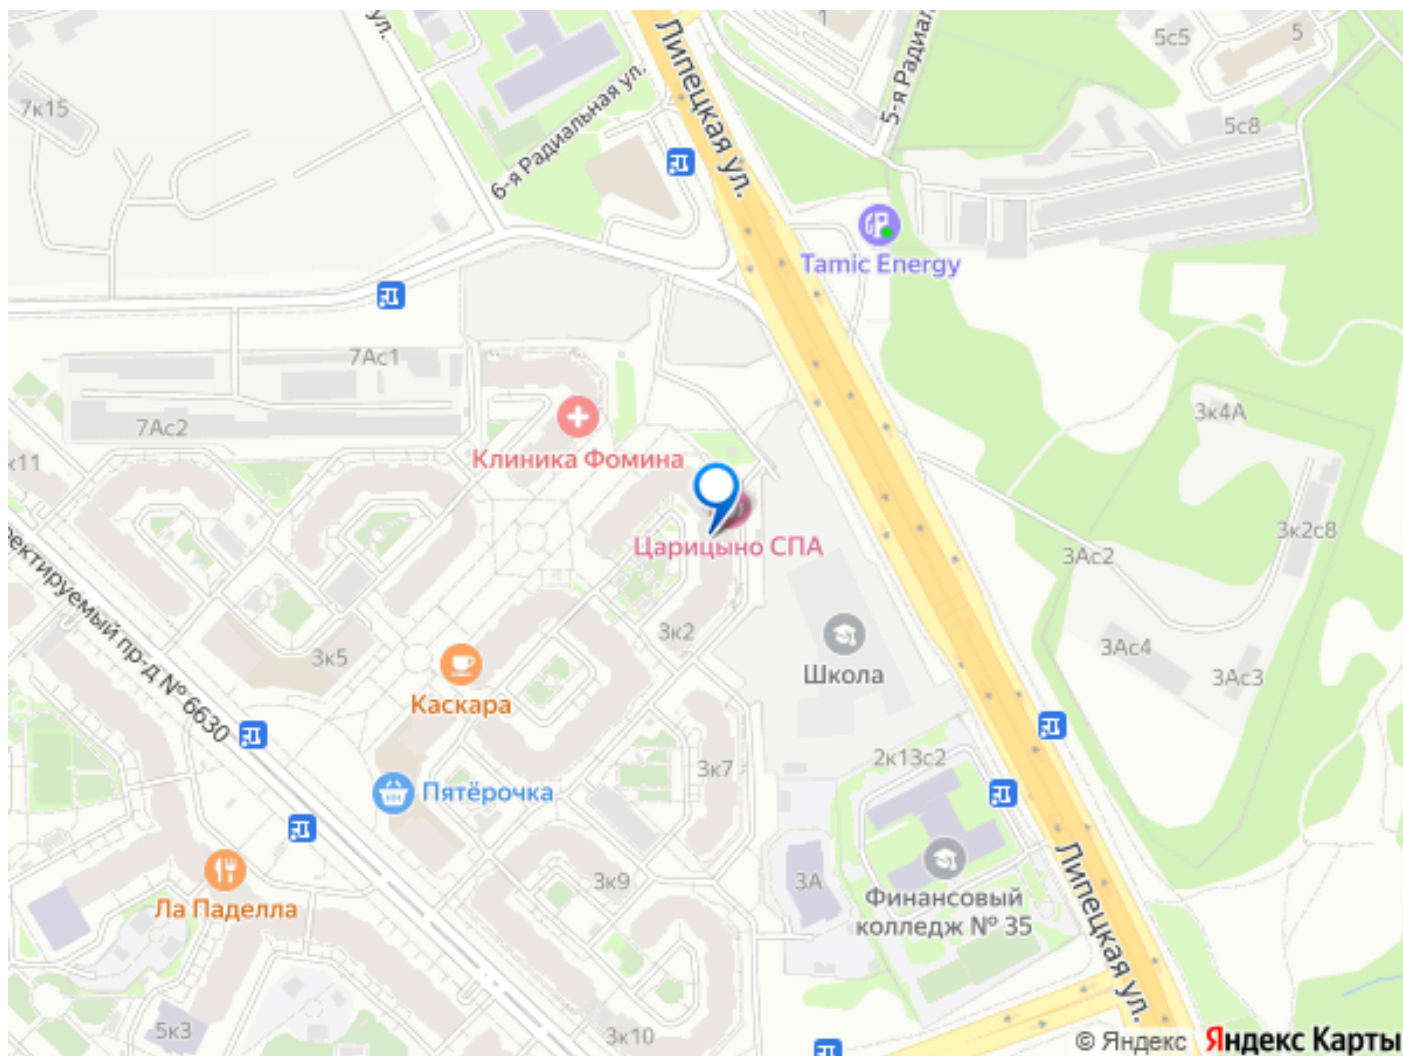 ул.
Липецкая ул.
5-я Радиал
1
5с5
5
7к15
6-я Радиальная ул.
5с8
Tamic Energy
7Ас1
3к4А
7Ас2
Клиника Фомина
к11
3к2с8
Царицыно СПА
3Ас2
ектируемый пр-д № 6630
3к2
3Ас4
3к5
Школа
3Ас3
Каскара
2к13с2
3к7
Пятёрочка
3к9
3А
Ла Паделла
Финансовый
колледж № 35
Липецкая ул.
5к3
3к10
© Яндекс
Яндекс Карты